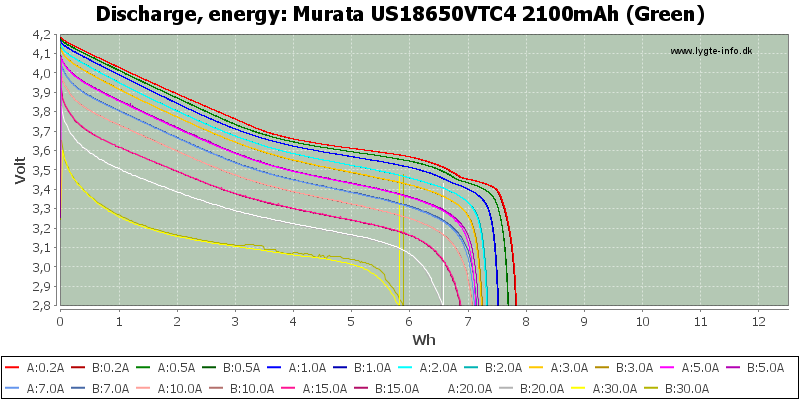 Discharge, energy: Murata US18650VTC4 2100mAh (Green)
www.lygte-info.dk
Volt
4,2
4,1
4,0
3,9
3,8
3,7
3,6
3,5
3,4
3,3
3,2
3,1
3,0
2,9
2,8
0 1 2 3 4 5 6 7 8 9 10 11 12
Wh
A:0.2A B:0.2A A:0.5A B:0.5A A:1.0A B:1.0A A:2.0A B:2.0A A:3.0A B:3.0A A:5.0A B:5.0A
A:7.0A B:7.0A A:10.0A B:10.0A A:15.0A B:15.0A A:20.0A B:20.0A A:30.0A B:30.0A